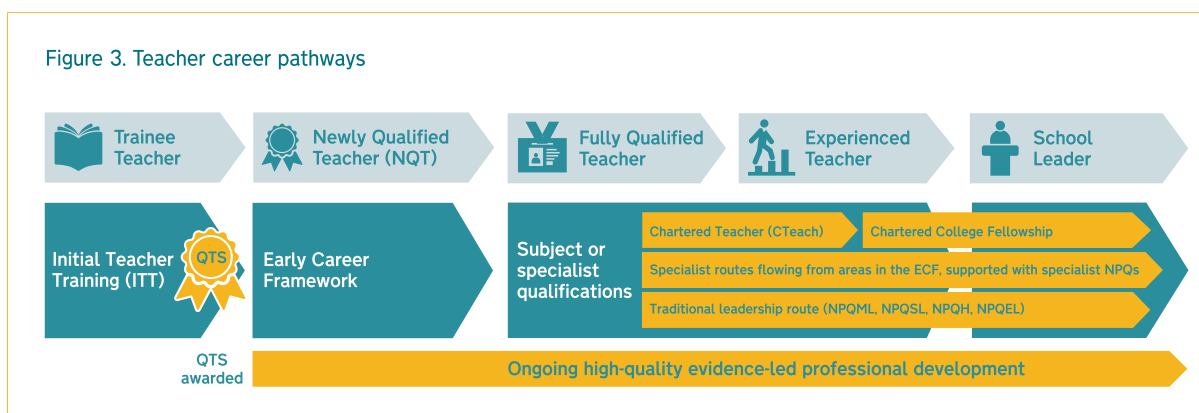 Figure 3. Teacher career pathways
Trainee
Teacher
Newly Qualified
Teacher (NQT)
Fully Qualified
Teacher
Experienced
Teacher
School
Leader
Initial Teacher
Training (ITT)
QTS
Early Career
Framework
Subject or
specialist
qualifications
Chartered Teacher (CTeach)
Chartered College Fellowship
Specialist routes flowing from areas in the ECF, supported with specialist NPQs
Traditional leadership route (NPQML, NPQSL, NPQH, NPQEL)
QTS
awarded
Ongoing high-quality evidence-led professional development